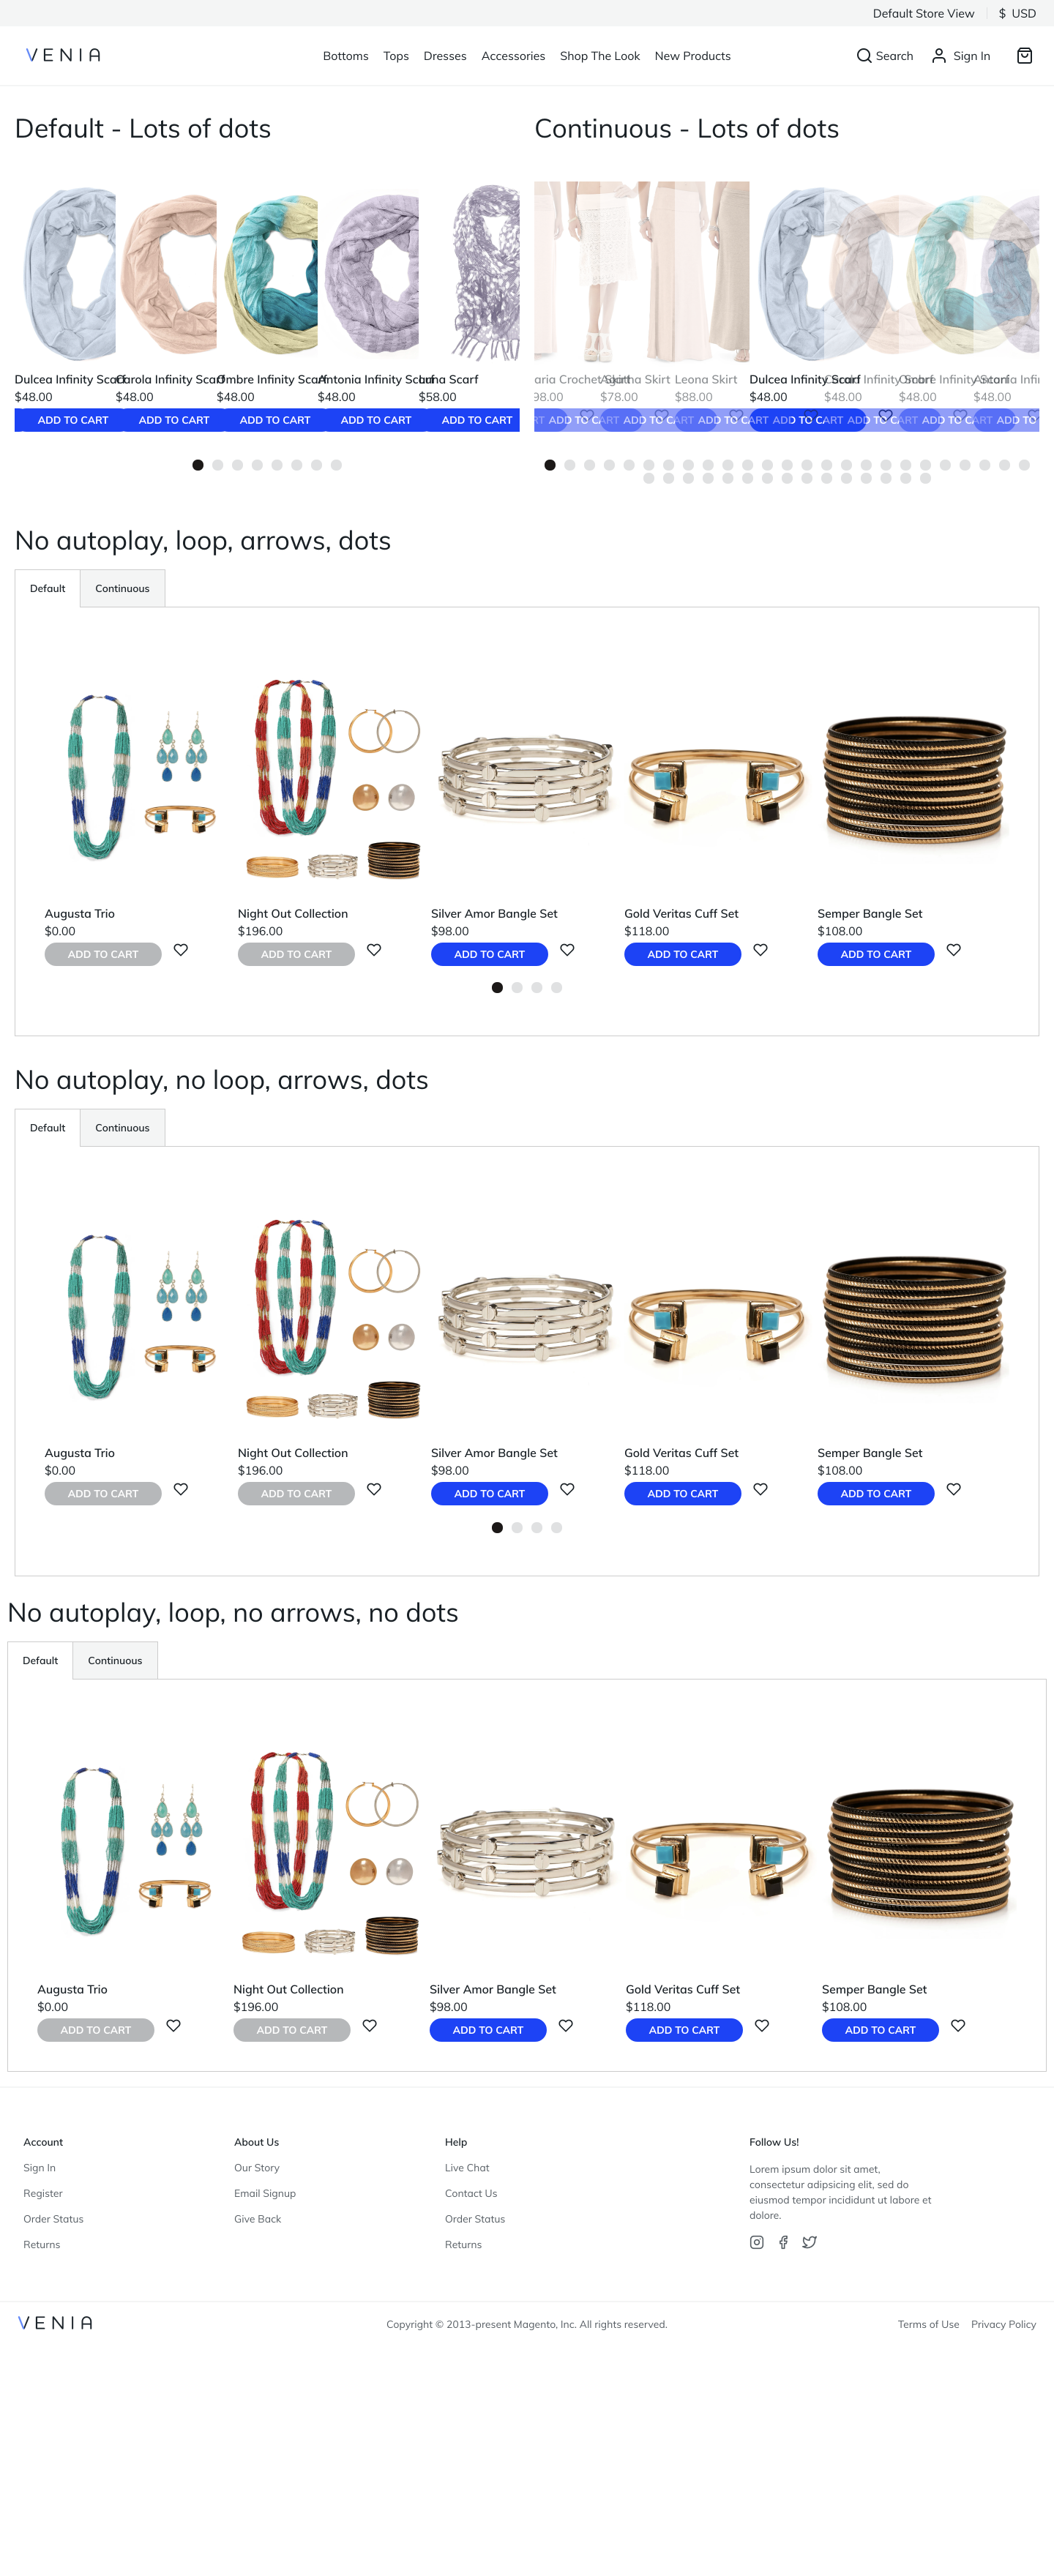 Default Store View $ USD
VENIA Bottoms Tops Dresses Accessories Shop The Look New Products Search Sign In
Default - Lots of dots
Continuous - Lots of dots
Dulcea Infinity Scarf Carola Infinity Scarf Ombre Infinity Scarf Antonia Infinity Scarf Luna Scarf
$48.00 $48.00 $48.00 $48.00 $58.00
ADD TO CART ADD TO CART ADD TO CART ADD TO CART ADD TO CART
aria Crochet Skirt Agatha Skirt Leona Skirt Dulcea Infinity Scarf Infinity Scarf Ombre Infinity Scarf Antonia Infini
98.00 $78.00 $88.00 $48.00 $48.00 $48.00 $48.00
ADD TO CART ADD TO CART ADD TO CART ADD TO CART ADD TO CART ADD TO CART ADD TO
No autoplay, loop, arrows, dots
Default Continuous
Augusta Trio Night Out Collection Silver Amor Bangle Set Gold Veritas Cuff Set Semper Bangle Set
$0.00 $196.00 $98.00 $118.00 $108.00
ADD TO CART ADD TO CART ADD TO CART ADD TO CART ADD TO CART
No autoplay, no loop, arrows, dots
Default Continuous
Augusta Trio Night Out Collection Silver Amor Bangle Set Gold Veritas Cuff Set Semper Bangle Set
$0.00 $196.00 $98.00 $118.00 $108.00
ADD TO CART ADD TO CART ADD TO CART ADD TO CART ADD TO CART
No autoplay, loop, no arrows, no dots
Default Continuous
Augusta Trio Night Out Collection Silver Amor Bangle Set Gold Veritas Cuff Set Semper Bangle Set
$0.00 $196.00 $98.00 $118.00 $108.00
ADD TO CART ADD TO CART ADD TO CART ADD TO CART ADD TO CART
Account
Sign In
Register
Order Status
Returns
About Us
Our Story
Email Signup
Give Back
Help
Live Chat
Contact Us
Order Status
Returns
Follow Us!
Lorem ipsum dolor sit amet,
consectetur adipsicing elit, sed do
eiusmod tempor incididunt ut labore et
dolore.
VENIA Copyright © 2013-present Magento, Inc. All rights reserved. Terms of Use Privacy Policy